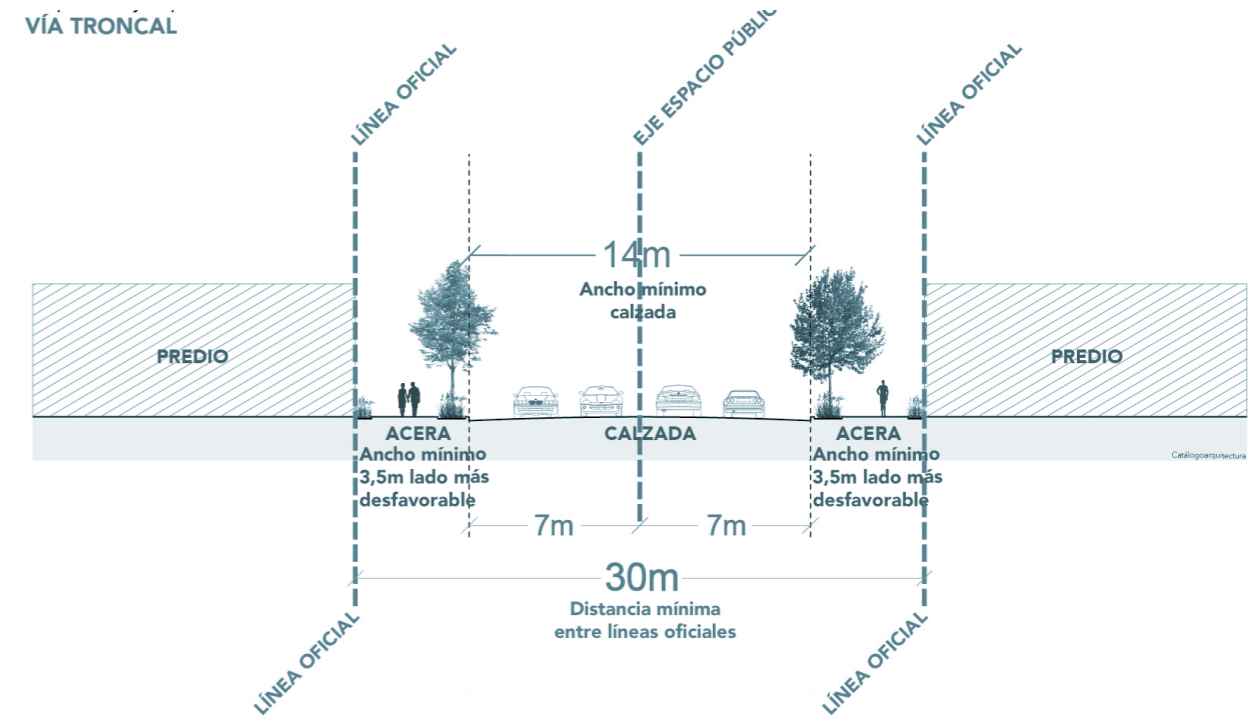 VÍA TRONCAL
LÍNEA OFICIAL
EJE ESPACIO PÚBLIC
LÍNEA OFICIAL
14m
Ancho mínimo
calzada
PREDIO
PREDIO
ACERA
Ancho mínimo
3,5m lado más
desfavorable
CALZADA
ACERA
Ancho mínimo
3,5m lado más
desfavorable
Catálogoarquitectura
7m
7m
30m
Distancia mínima
entre líneas oficiales
LÍNEA OFICIAL
LÍNEA OFICIAL